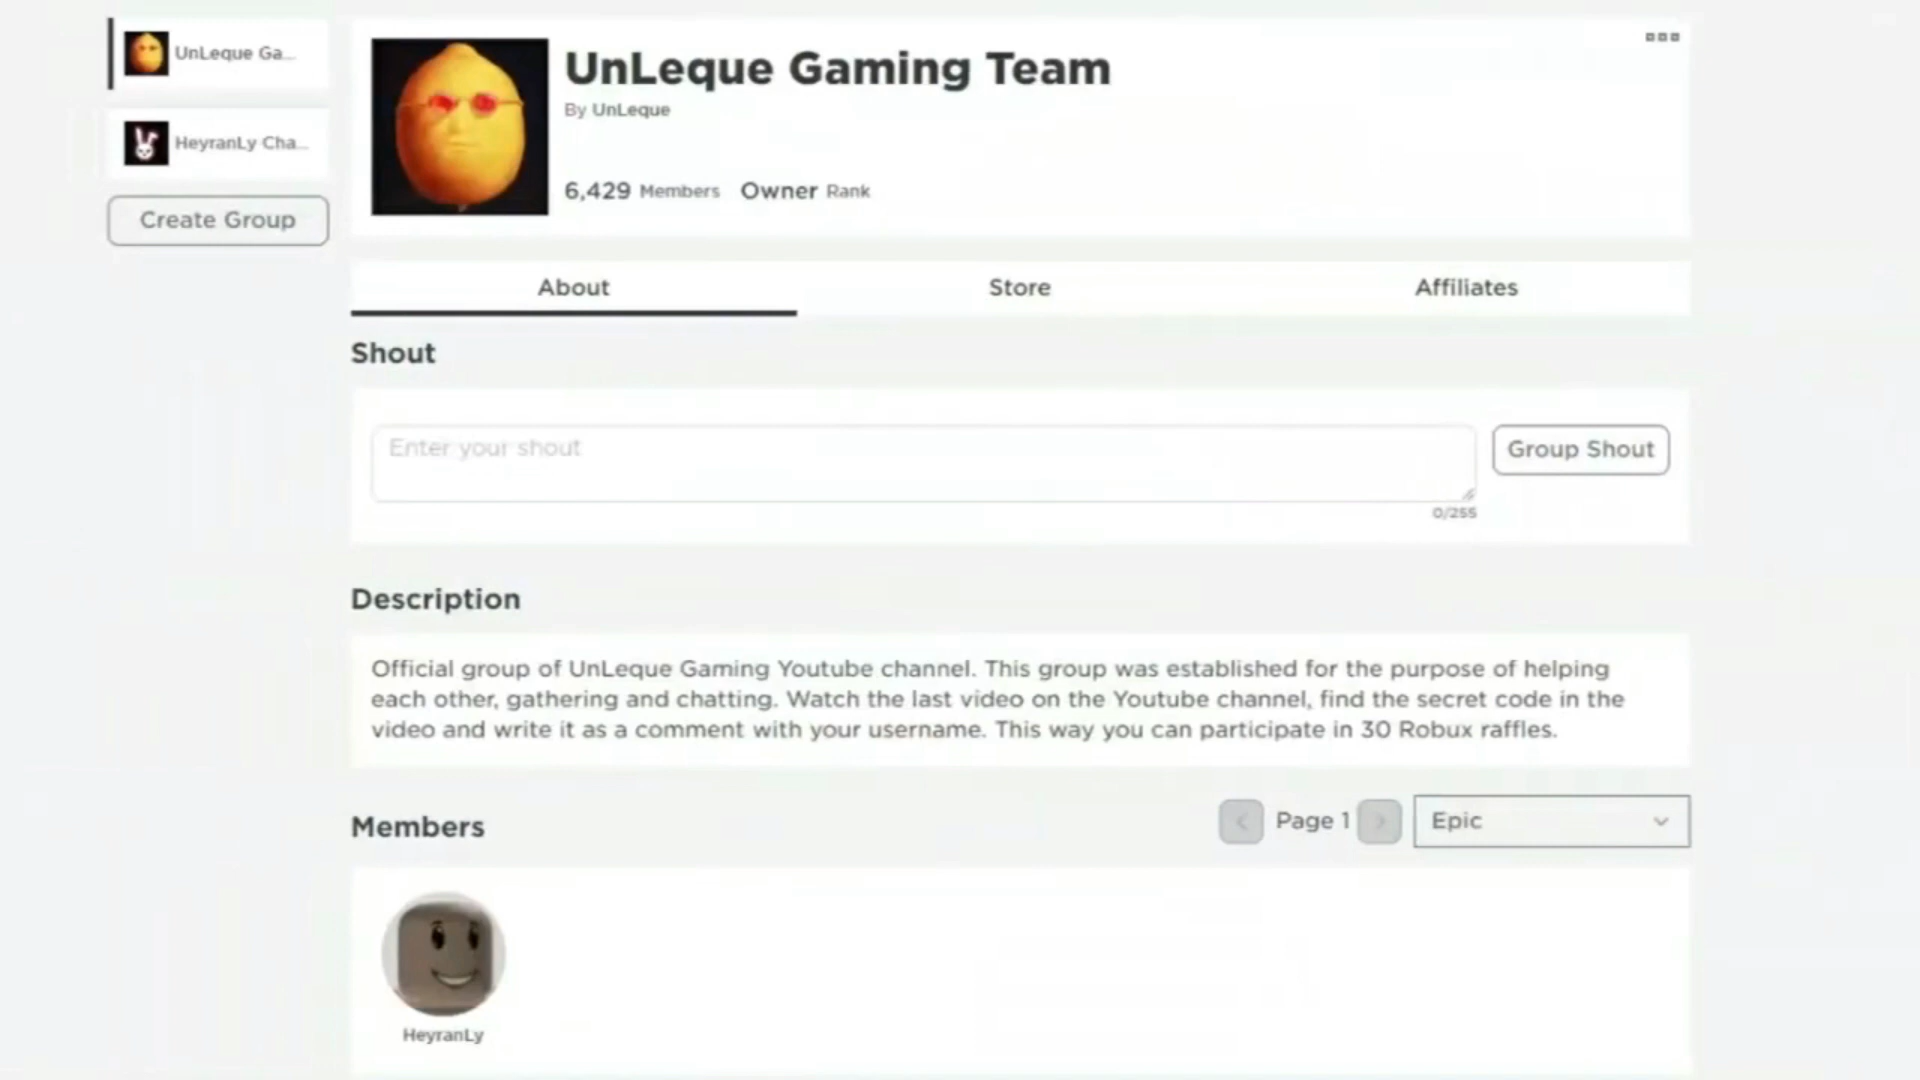 UnLeque Ga...
HeyranLy Cha...
Create Group
UnLeque Gaming Team
By UnLeque
6,429 Members Owner Rank
About Store Affiliates
Shout
Enter your shout
Group Shout
0/255
Description
Official group of UnLeque Gaming Youtube channel. This group was established for the purpose of helping
each other, gathering and chatting. Watch the last video on the Youtube channel, find the secret code in the
video and write it as a comment with your username. This way you can participate in 30 Robux raffles.
Members
Page 1
Epic
HeyranLy